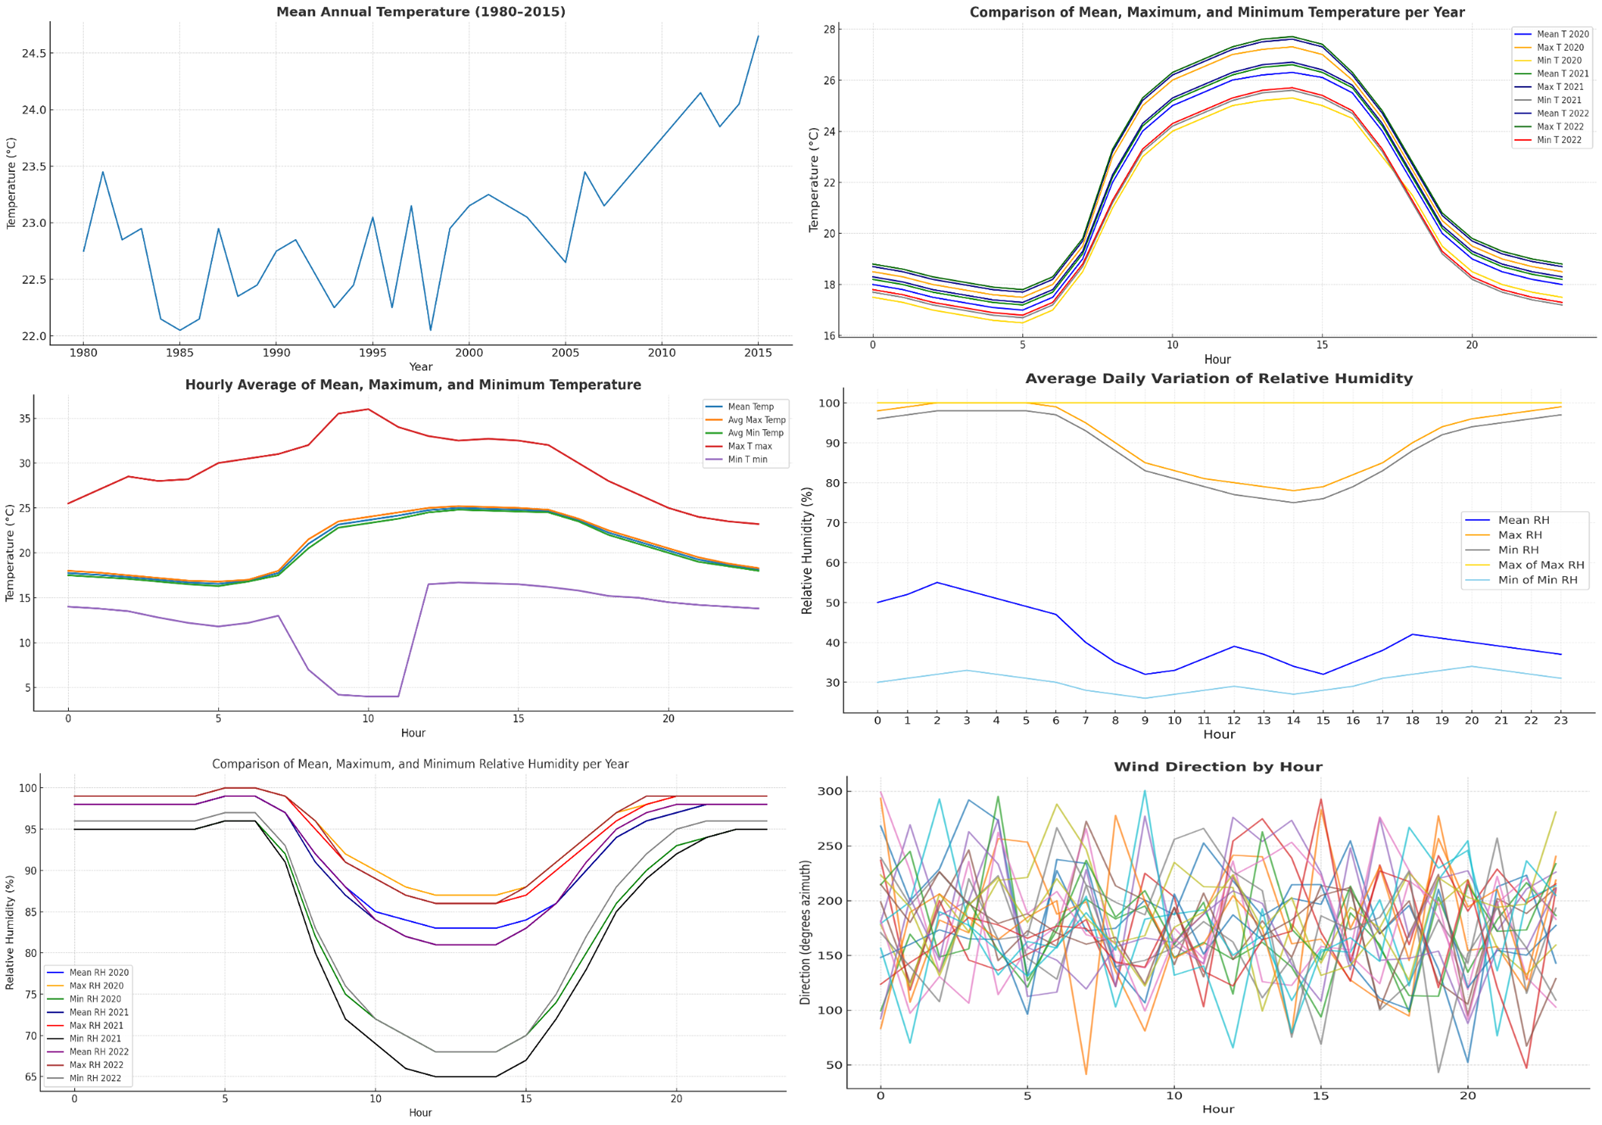 Mean Annual Temperature (1980–2015)
Temperature (°C)
24.5
24.0
23.5
23.0
22.5
22.0
1980 1985 1990 1995 2000 2005 2010 2015
Year
Comparison of Mean, Maximum, and Minimum Temperature per Year
Temperature (°C)
28
26
24
22
20
18
16
Mean T 2020
Max T 2020
Min T 2020
Mean T 2021
Max T 2021
Min T 2021
Mean T 2022
Max T 2022
Min T 2022
0 5 10 15 20
Hour
Hourly Average of Mean, Maximum, and Minimum Temperature
Temperature (°C)
35
30
25
20
15
10
5
Mean Temp
Avg Max Temp
Avg Min Temp
Max T max
Min T min
0 5 10 15 20
Hour
Average Daily Variation of Relative Humidity
Relative Humidity (%)
100
90
80
70
60
50
40
30
Mean RH
Max RH
Min RH
Max of Max RH
Min of Min RH
0 1 2 3 4 5 6 7 8 9 10 11 12 13 14 15 16 17 18 19 20 21 22 23
Hour
Comparison of Mean, Maximum, and Minimum Relative Humidity per Year
Relative Humidity (%)
100
95
90
85
80
75
70
65
Mean RH 2020
Max RH 2020
Min RH 2020
Mean RH 2021
Max RH 2021
Min RH 2021
Mean RH 2022
Max RH 2022
Min RH 2022
0 5 10 15 20
Hour
Wind Direction by Hour
Direction (degrees azimuth)
300
250
200
150
100
50
0 5 10 15 20
Hour